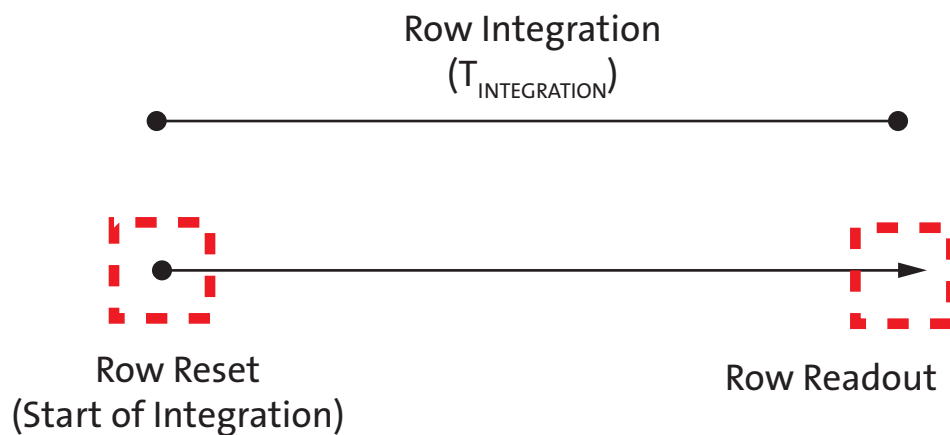 Row Integration
(TINTEGRATION)
Row Reset
(Start of Integration)
Row Readout